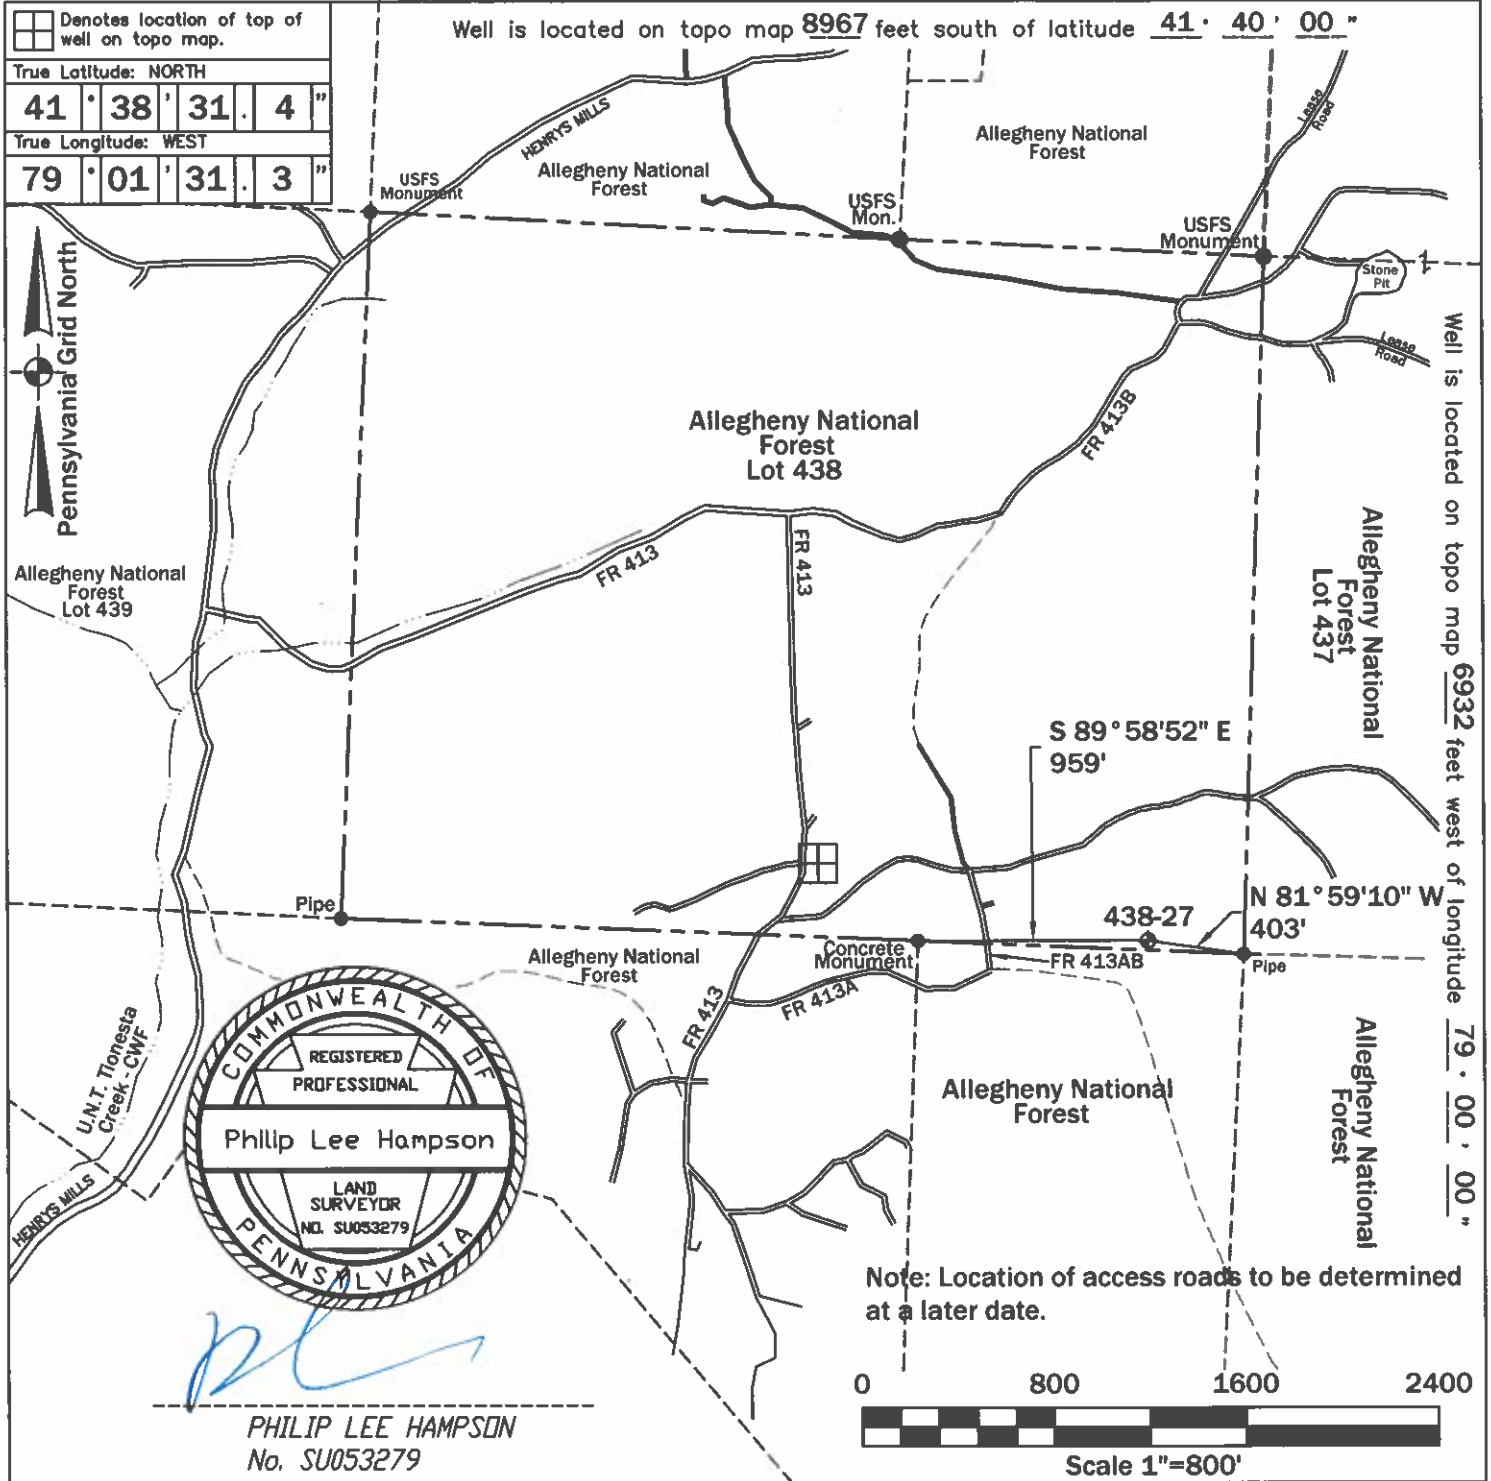 Denotes location of top of
well on topo map.
True Latitude: NORTH
41 ° 38 ' 31 . 4 "
True Longitude: WEST
79 ° 01 ' 31 . 3 "
Well is located on topo map 8967 feet south of latitude 41 ° 40 ' 00 "
HENRYS MILLS
Allegheny National
Forest
Allegheny National
Forest
Lease
Road
USFS
Monument
USFS
Mon.
USFS
Monument
Stone
Pit
Lease
Road
Pennsylvania Grid North
Well is located on topo map 6932 feet west of longitude 79 ° 00 ' 00 "
Allegheny National
Forest
Lot 438
FR 413B
FR 413
FR 413
Allegheny National
Forest
Lot 439
Allegheny National
Forest
Lot 437
S 89°58'52" E
959'
N 81°59'10" W
403'
438-27
Pipe
Concrete
Monument
FR 413AB
Pipe
Allegheny National
Forest
FR 413A
FR 413
U.N.T. Tionesta
Creek - CWF
HENRYS MILLS
Allegheny National
Forest
Allegheny National
Forest
COMMONWEALTH OF
REGISTERED
PROFESSIONAL
Philip Lee Hampson
LAND
SURVEYOR
NO. SU053279
PENNSYLVANIA
Note: Location of access roads to be determined
at a later date.
PHILIP LEE HAMPSON
No. SU053279
0 800 1600 2400
Scale 1"=800'